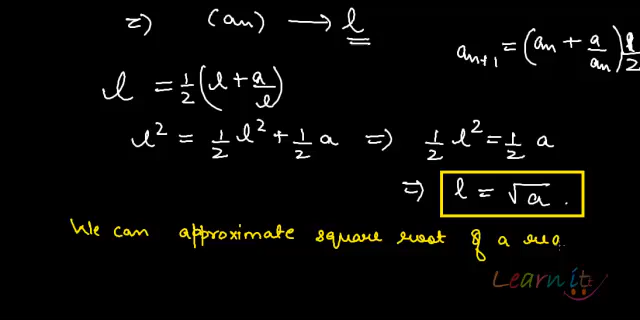 ⇒ (an) → l
an+1 = (an + a/an) 1/2
l = 1/2 (l + a/l)
l² = 1/2 l² + 1/2 a ⇒ 1/2 l² = 1/2 a
⇒ l = √a .
We can approximate square root of a
Learnit